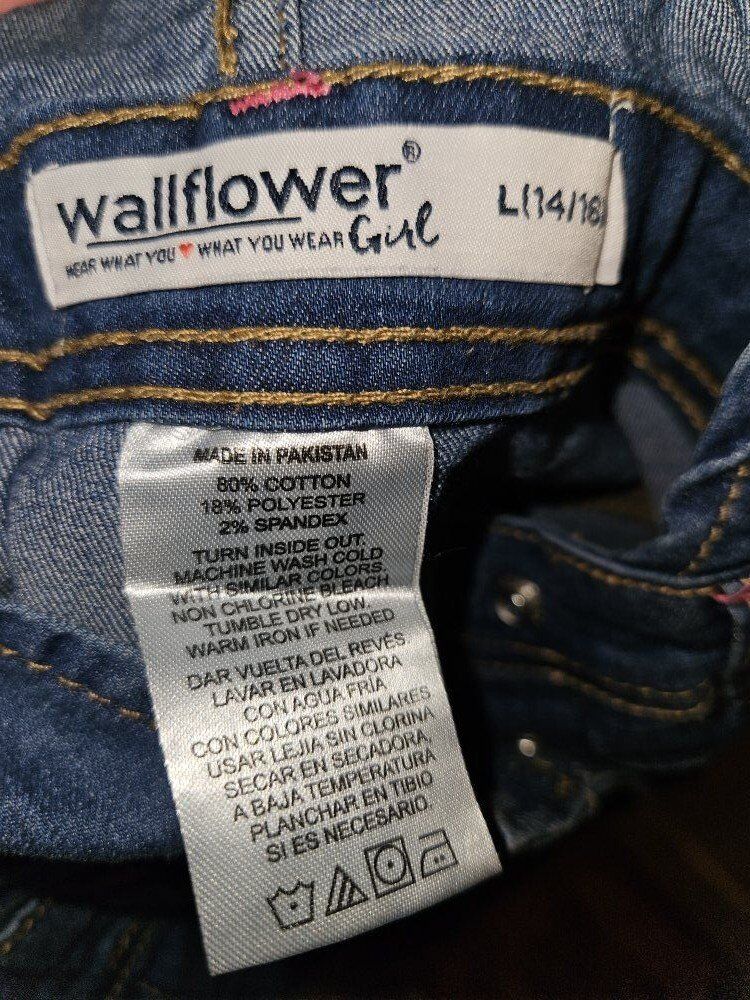 wallflower®
Girl
L(14/16)
WEAR WHAT YOU ♥ WHAT YOU WEAR
MADE IN PAKISTAN
80% COTTON
18% POLYESTER
2% SPANDEX
TURN INSIDE OUT.
MACHINE WASH COLD
WITH SIMILAR COLORS.
NON CHLORINE BLEACH
TUMBLE DRY LOW.
WARM IRON IF NEEDED
DAR VUELTA DEL REVÉS
LAVAR EN LAVADORA
CON AGUA FRÍA
CON COLORES SIMILARES
USAR LEJIA SIN CLORINA
SECAR EN SECADORA,
A BAJA TEMPERATURA
PLANCHAR EN TIBIO
SI ES NECESARIO